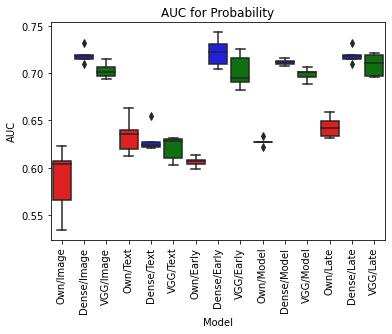 AUC for Probability
0.75
0.70
0.65
0.60
0.55
AUC
Own/Image
Dense/Image
VGG/Image
Own/Text
Dense/Text
VGG/Text
Own/Early
Dense/Early
VGG/Early
Own/Model
Dense/Model
VGG/Model
Own/Late
Dense/Late
VGG/Late
Model